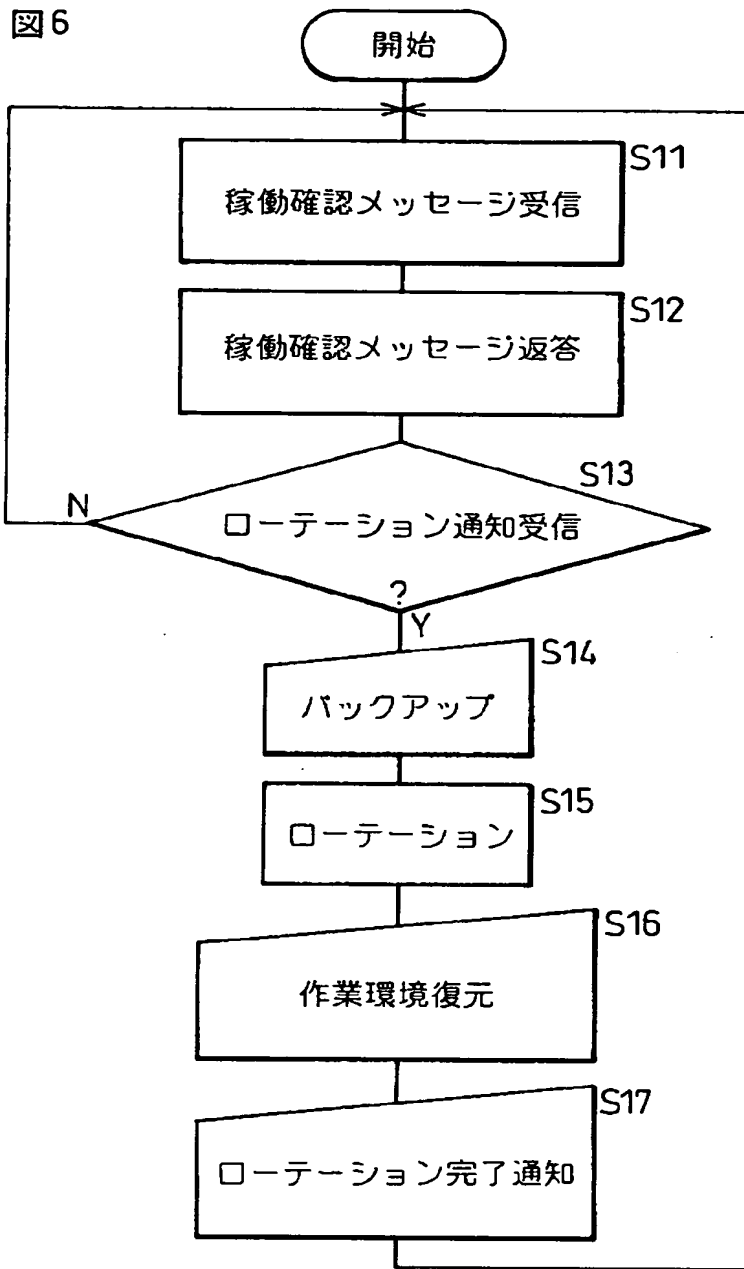 図6
開始
S11
稼働確認メッセージ受信
S12
稼働確認メッセージ返答
S13
N
ローテーション通知受信
?
Y
S14
バックアップ
S15
ローテーション
S16
作業環境復元
S17
ローテーション完了通知